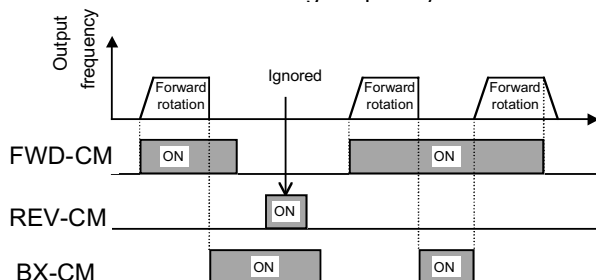 Output
frequency
Ignored
Forward
rotation
Forward
rotation
Forward
rotation
FWD-CM
ON
ON
REV-CM
ON
BX-CM
ON
ON